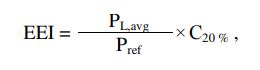 EEI = P_L,avg / P_ref × C_20 % ,